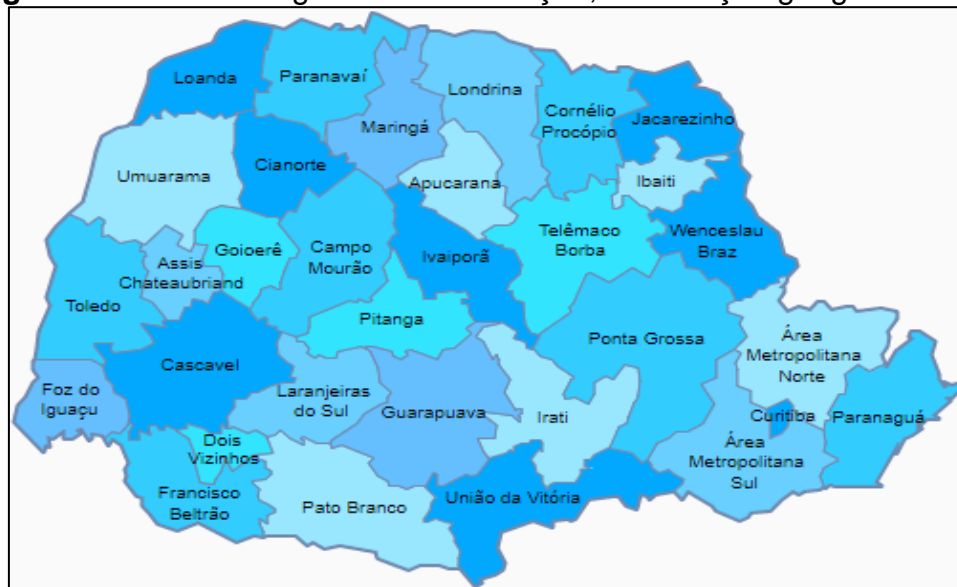 Loanda
Paranavaí
Londrina
Maringá
Cornélio
Procópio
Jacarezinho
Umuarama
Cianorte
Apucarana
Ibaiti
Goioerê
Campo
Mourão
Ivaiporã
Telêmaco
Borba
Wenceslau
Braz
Assis
Chateaubriand
Toledo
Pitanga
Ponta Grossa
Área
Metropolitana
Norte
Cascavel
Foz do
Iguaçu
Laranjeiras
do Sul
Guarapuava
Irati
Curitiba
Paranaguá
Dois
Vizinhos
Área
Metropolitana
Sul
Francisco
Beltrão
Pato Branco
União da Vitória